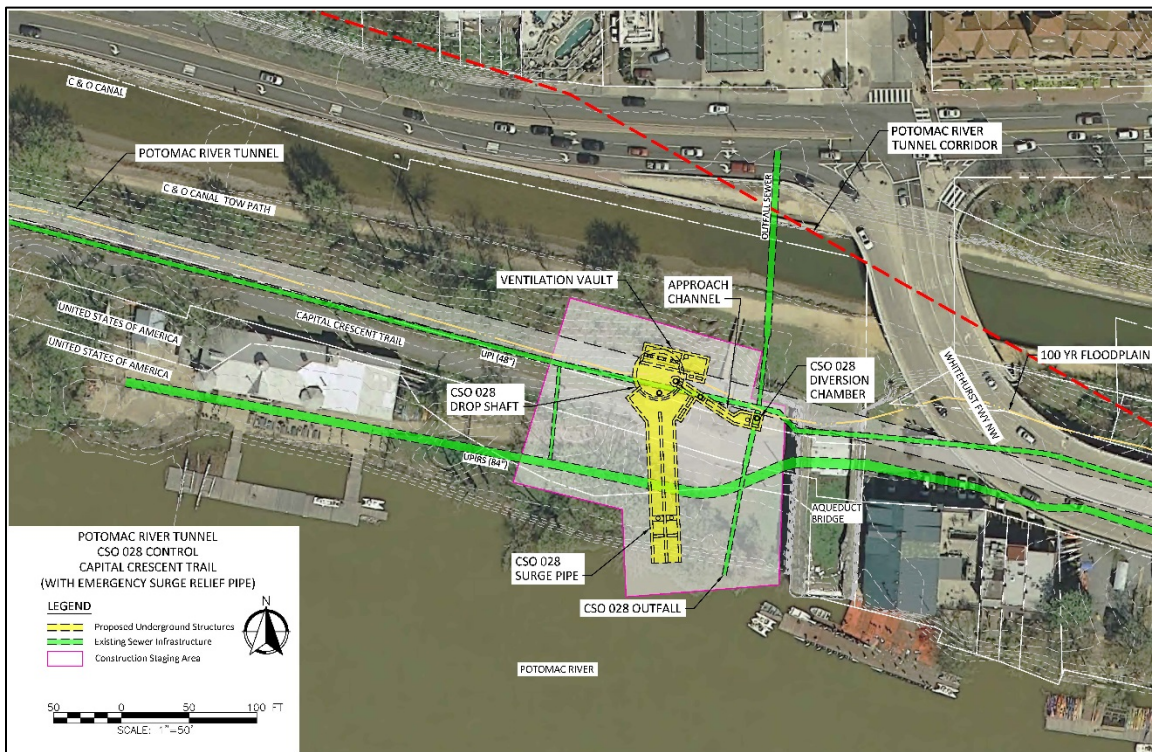 C & O CANAL
POTOMAC RIVER TUNNEL
C & O CANAL TOW PATH
POTOMAC RIVER
TUNNEL CORRIDOR
OUTFALL SEWER
VENTILATION VAULT
APPROACH
CHANNEL
UNITED STATES OF AMERICA
UNITED STATES OF AMERICA
CAPITAL CRESCENT TRAIL
UPI (48")
100 YR FLOODPLAIN
WHITEHURST FWY NW
CSO 028
DROP SHAFT
CSO 028
DIVERSION
CHAMBER
UPIRS (84")
AQUEDUCT
BRIDGE
CSO 028
SURGE PIPE
CSO 028 OUTFALL
POTOMAC RIVER
POTOMAC RIVER TUNNEL
CSO 028 CONTROL
CAPITAL CRESCENT TRAIL
(WITH EMERGENCY SURGE RELIEF PIPE)
LEGEND
N
Proposed Underground Structures
Existing Sewer Infrastructure
Construction Staging Area
50 0 50 100 FT
SCALE: 1"=50'